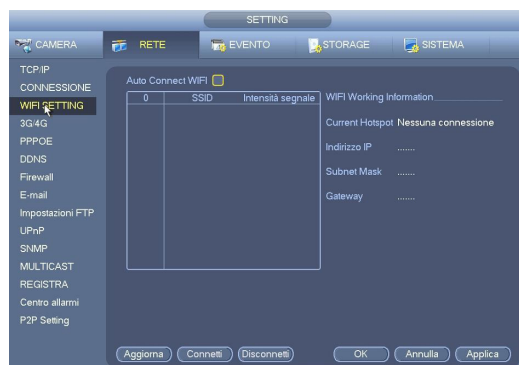 SETTING
CAMERA RETE EVENTO STORAGE SISTEMA
TCP/IP
CONNESSIONE
WIFI SETTING
3G/4G
PPPOE
DDNS
Firewall
E-mail
Impostazioni FTP
UPnP
SNMP
MULTICAST
REGISTRA
Centro allarmi
P2P Setting
Auto Connect WIFI
0 SSID Intensità segnale
WIFI Working Information
Current Hotspot Nessuna connessione
Indirizzo IP .......
Subnet Mask .......
Gateway .......
Aggiorna Connetti Disconnetti OK Annulla Applica